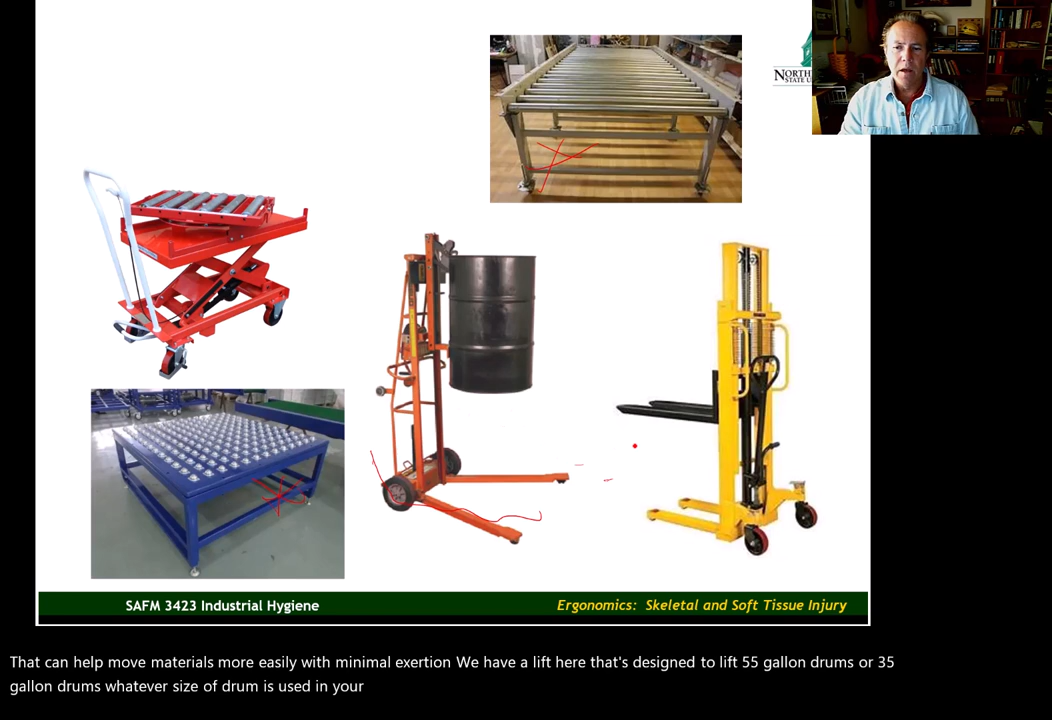 NORTH
STATE U
SAFM 3423 Industrial Hygiene
Ergonomics: Skeletal and Soft Tissue Injury
That can help move materials more easily with minimal exertion We have a lift here that's designed to lift 55 gallon drums or 35
gallon drums whatever size of drum is used in your